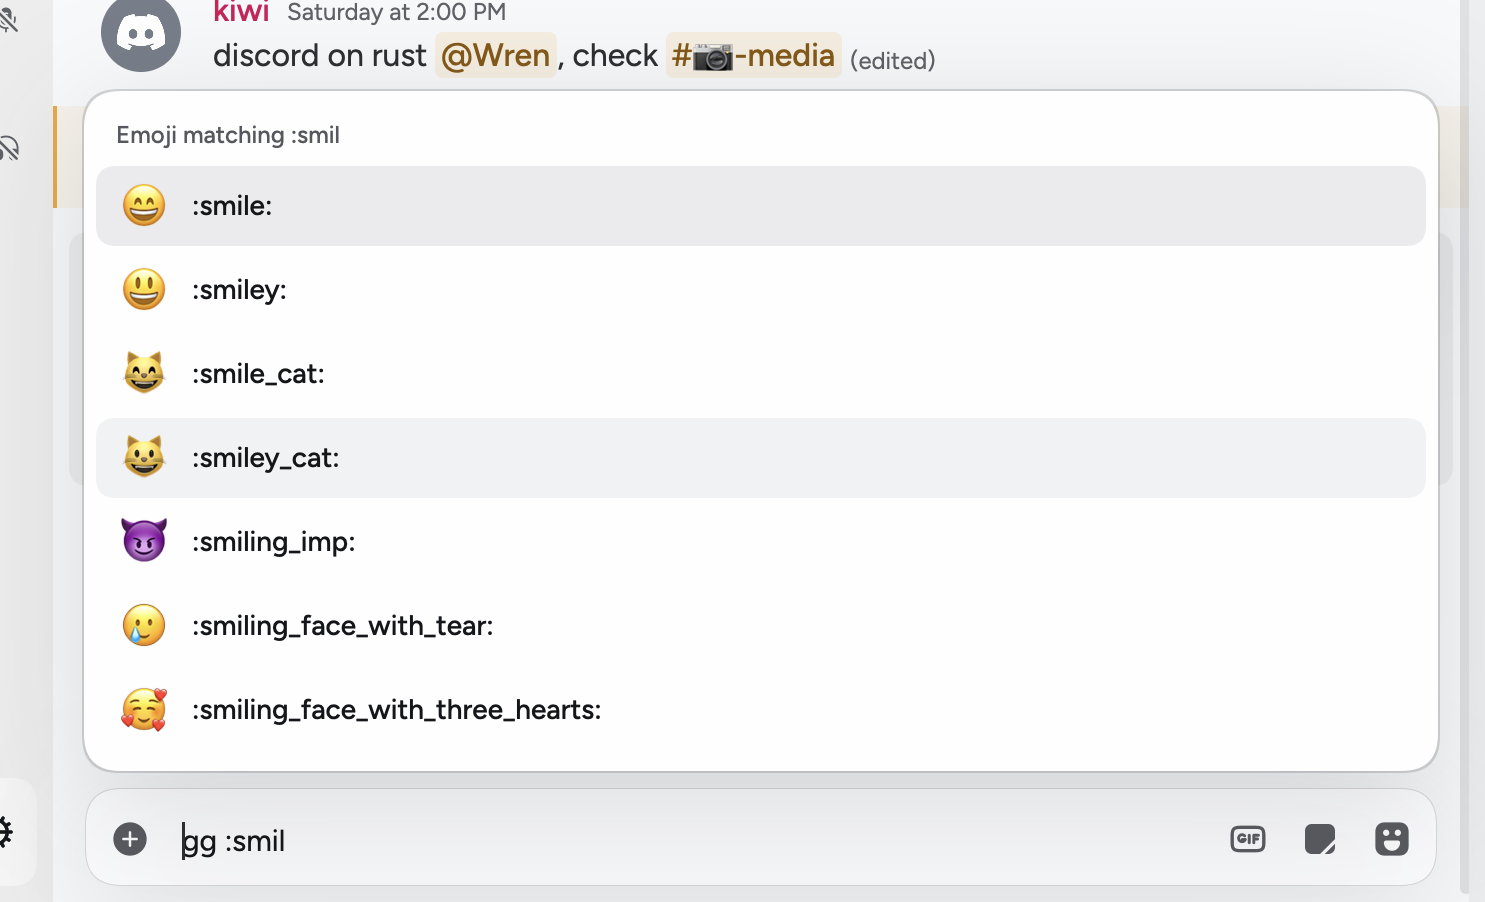 kiwi Saturday at 2:00 PM
discord on rust @Wren, check #📷-media (edited)
Emoji matching :smil
:smile:
:smiley:
:smile_cat:
:smiley_cat:
:smiling_imp:
:smiling_face_with_tear:
:smiling_face_with_three_hearts:
gg :smil
GIF